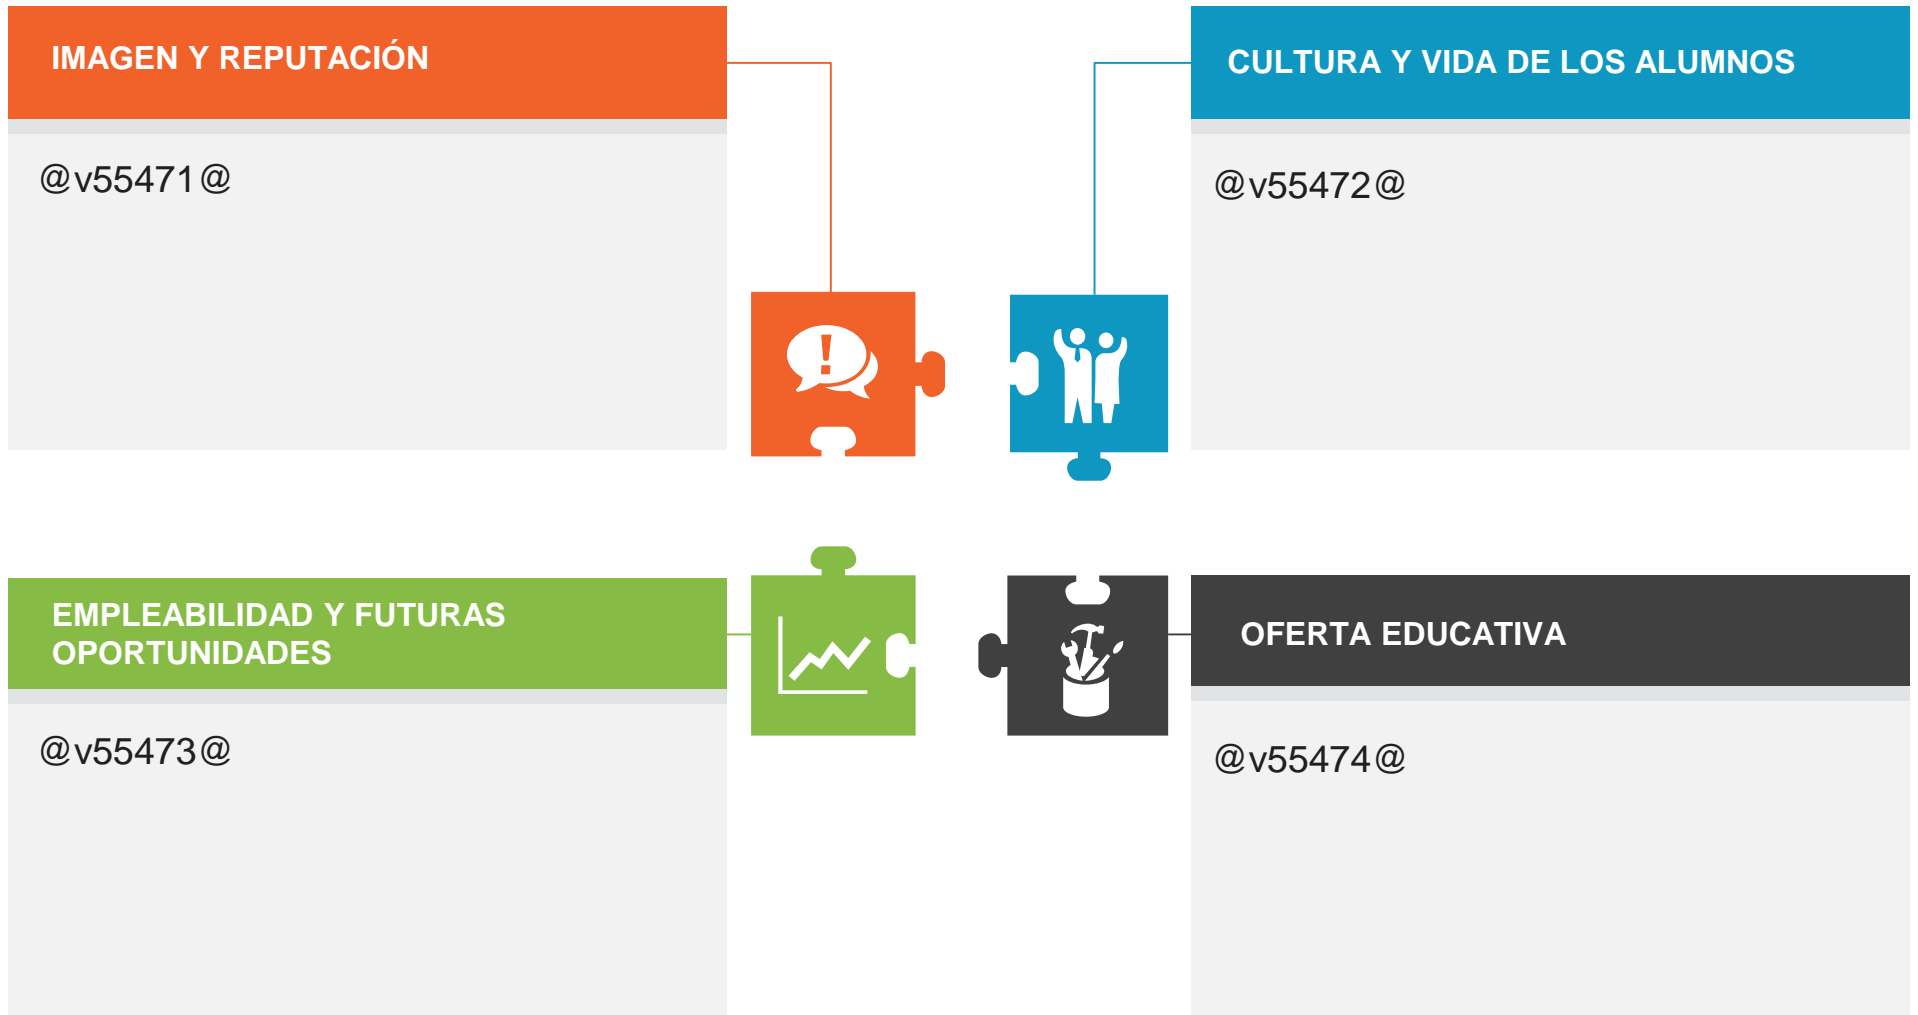 IMAGEN Y REPUTACIÓN
@v55471@
CULTURA Y VIDA DE LOS ALUMNOS
@v55472@
!
EMPLEABILIDAD Y FUTURAS
OPORTUNIDADES
@v55473@
OFERTA EDUCATIVA
@v55474@